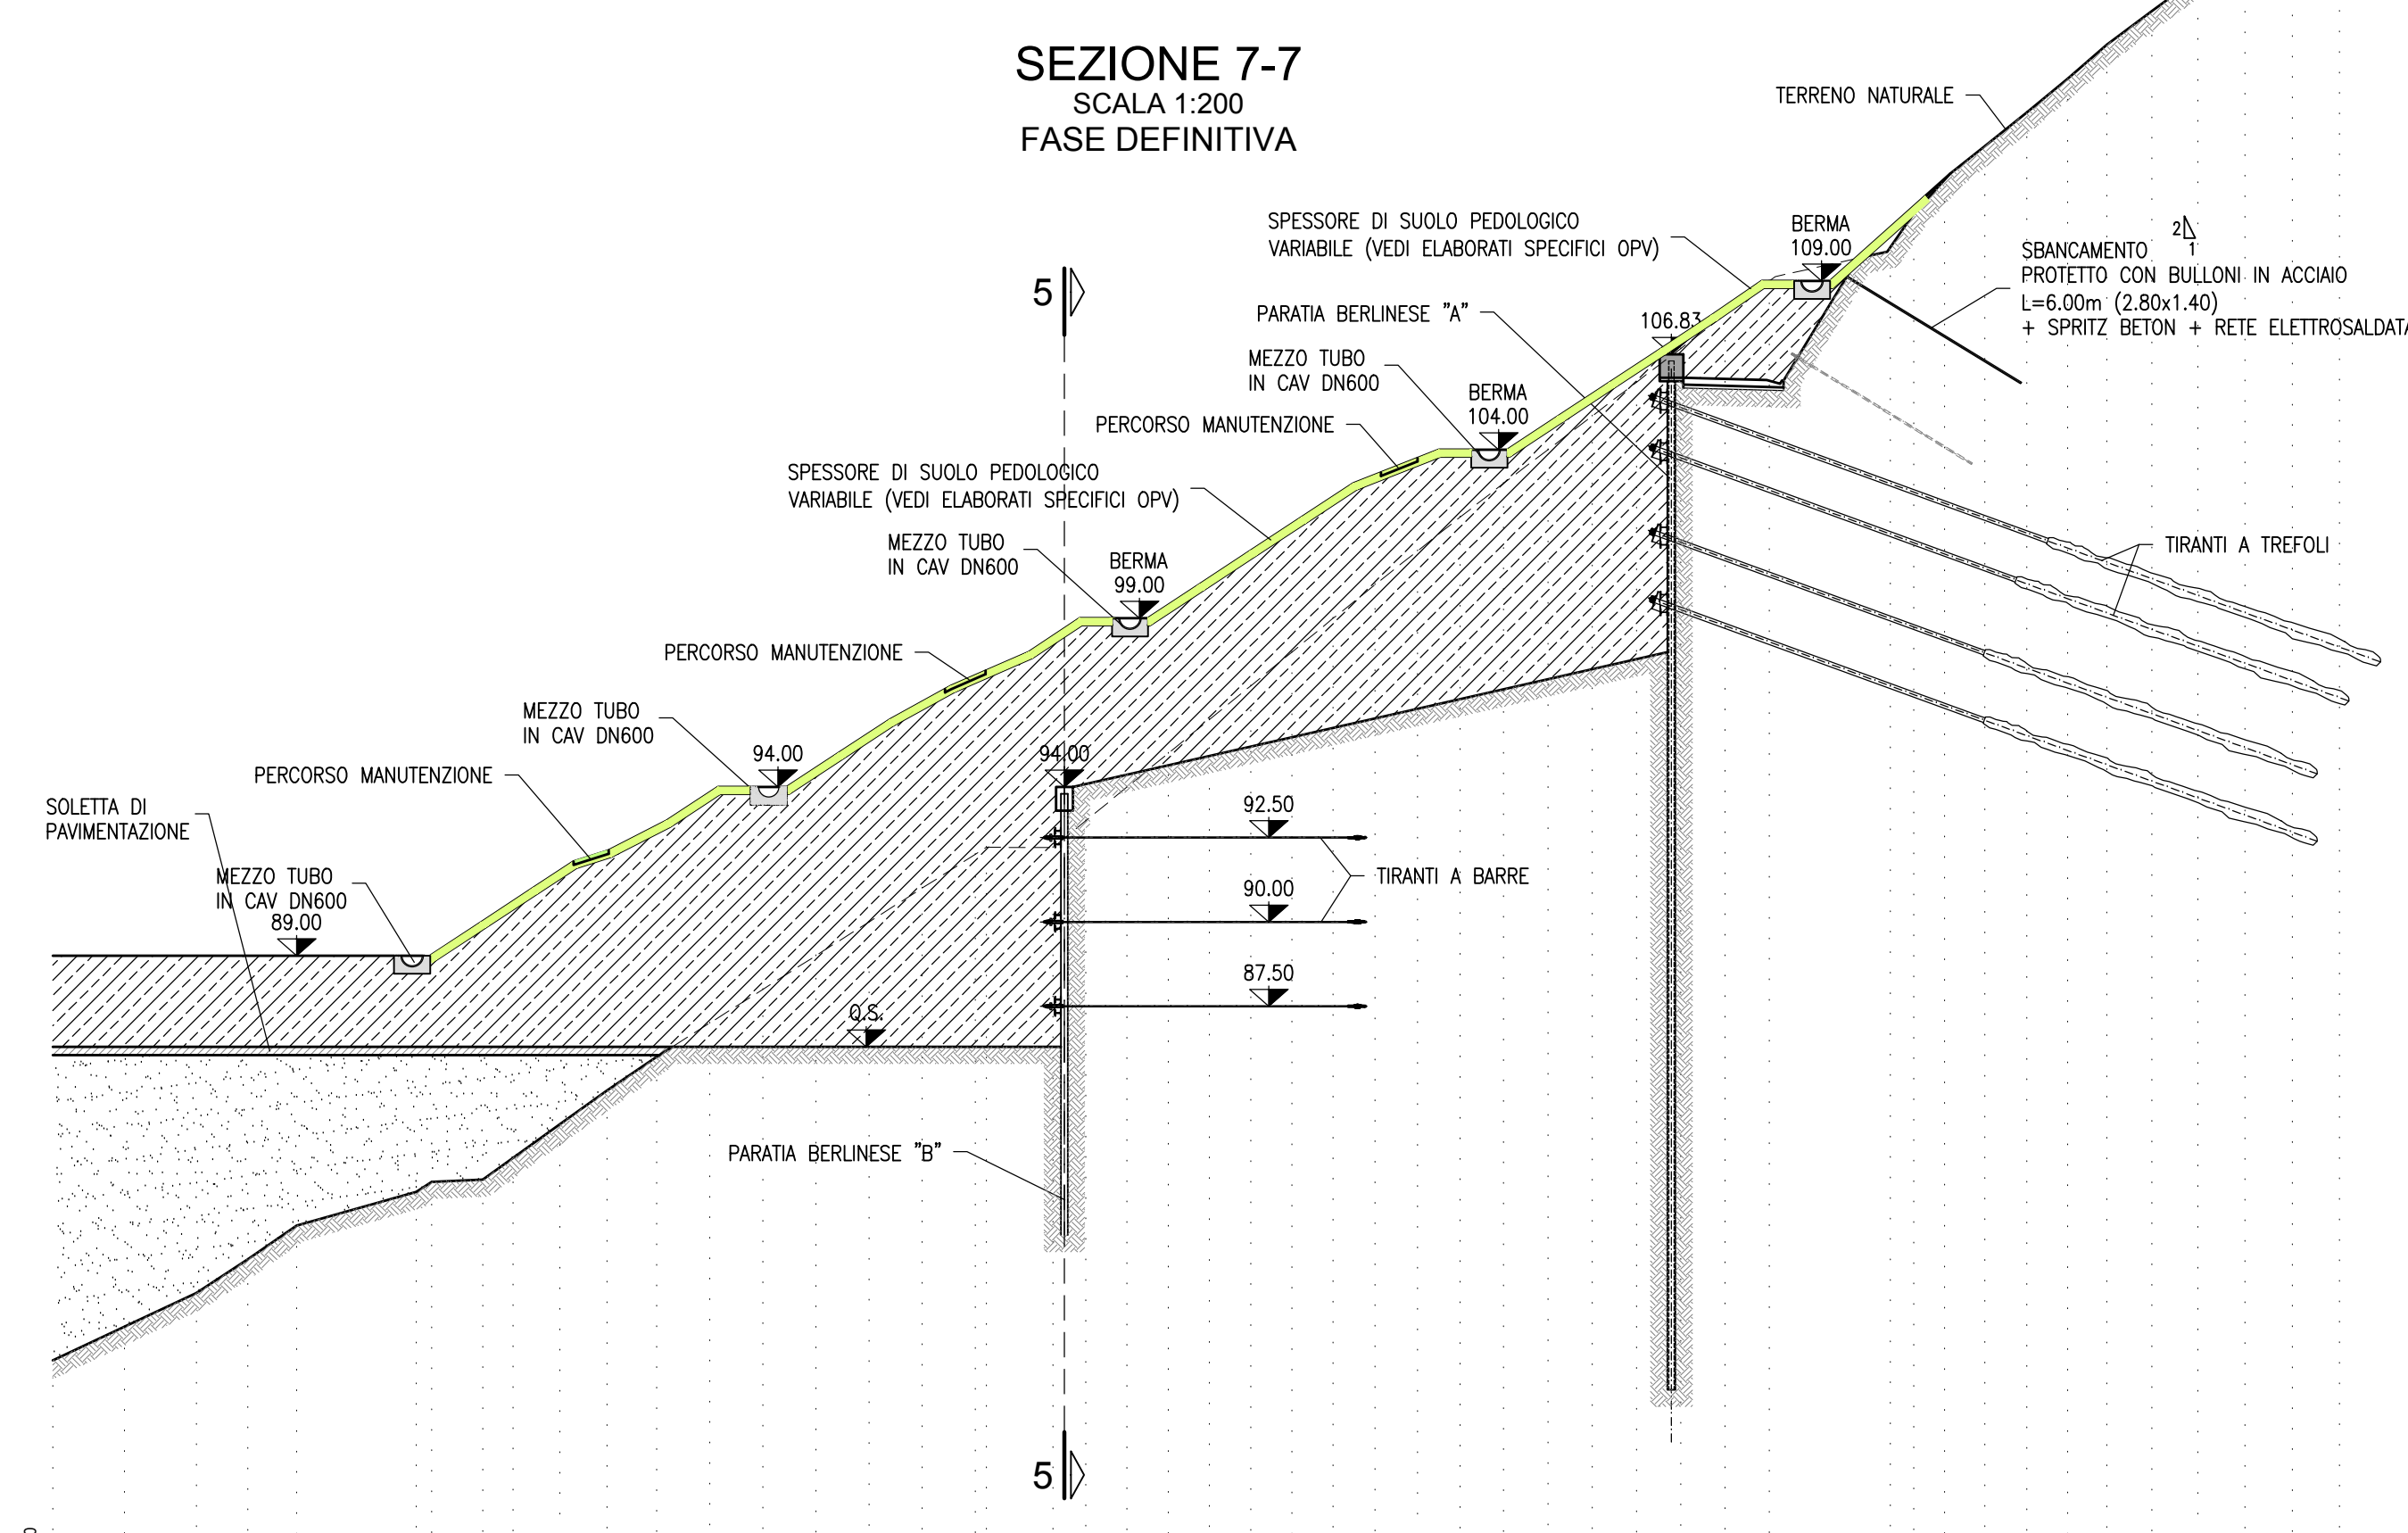 SEZIONE 7-7
SCALA 1:200
FASE DEFINITIVA
TERRENO NATURALE
SPESSORE DI SUOLO PEDOLOGICO
VARIABILE (VEDI ELABORATI SPECIFICI OPV)
BERMA
109.00
2
1
SBANCAMENTO
PROTETTO CON BULLONI IN ACCIAIO
L=6.00m (2.80x1.40)
+ SPRITZ BETON + RETE ELETTROSALDATA
5
PARATIA BERLINESE "A"
106.83
MEZZO TUBO
IN CAV DN600
BERMA
104.00
PERCORSO MANUTENZIONE
SPESSORE DI SUOLO PEDOLOGICO
VARIABILE (VEDI ELABORATI SPECIFICI OPV)
MEZZO TUBO
IN CAV DN600
BERMA
99.00
TIRANTI A TREFOLI
PERCORSO MANUTENZIONE
MEZZO TUBO
IN CAV DN600
94.00
94.00
PERCORSO MANUTENZIONE
SOLETTA DI
PAVIMENTAZIONE
92.50
MEZZO TUBO
IN CAV DN600
89.00
TIRANTI A BARRE
90.00
87.50
Q.S.
PARATIA BERLINESE "B"
5